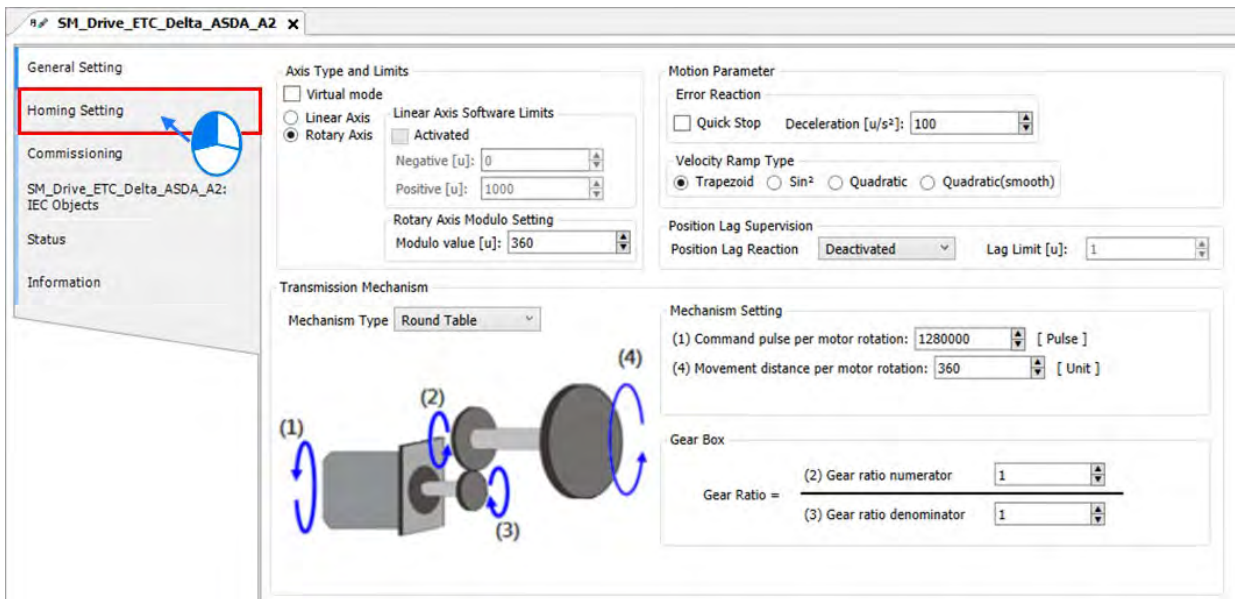 SM_Drive_ETC_Delta_ASDA_A2 X
General Setting
Homing Setting
Commissioning
SM_Drive_ETC_Delta_ASDA_A2:
IEC Objects
Status
Information
Axis Type and Limits
Virtual mode
Linear Axis
Rotary Axis
Linear Axis Software Limits
Activated
Negative [u]: 0
Positive [u]: 1000
Rotary Axis Modulo Setting
Modulo value [u]: 360
Motion Parameter
Error Reaction
Quick Stop Deceleration [u/s²]: 100
Velocity Ramp Type
Trapezoid Sin² Quadratic Quadratic(smooth)
Position Lag Supervision
Position Lag Reaction Deactivated Lag Limit [u]: 1
Transmission Mechanism
Mechanism Type Round Table
(1)
(2)
(3)
(4)
Mechanism Setting
(1) Command pulse per motor rotation: 1280000 [ Pulse ]
(4) Movement distance per motor rotation: 360 [ Unit ]
Gear Box
Gear Ratio =
(2) Gear ratio numerator 1
(3) Gear ratio denominator 1